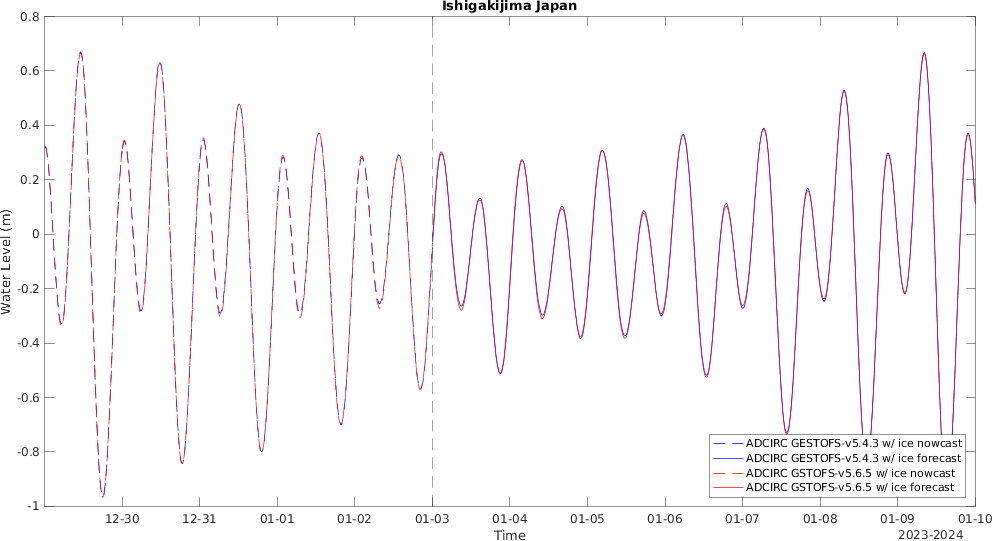 Ishigakijima Japan
0.8
0.6
0.4
0.2
0
-0.2
-0.4
-0.6
-0.8
-1
Water Level (m)
ADCIRC GESTOFS-v5.4.3 w/ ice nowcast
ADCIRC GESTOFS-v5.4.3 w/ ice forecast
ADCIRC GSTOFS-v5.6.5 w/ ice nowcast
ADCIRC GSTOFS-v5.6.5 w/ ice forecast
12-30 12-31 01-01 01-02 01-03 01-04 01-05 01-06 01-07 01-08 01-09 01-10
Time
2023-2024